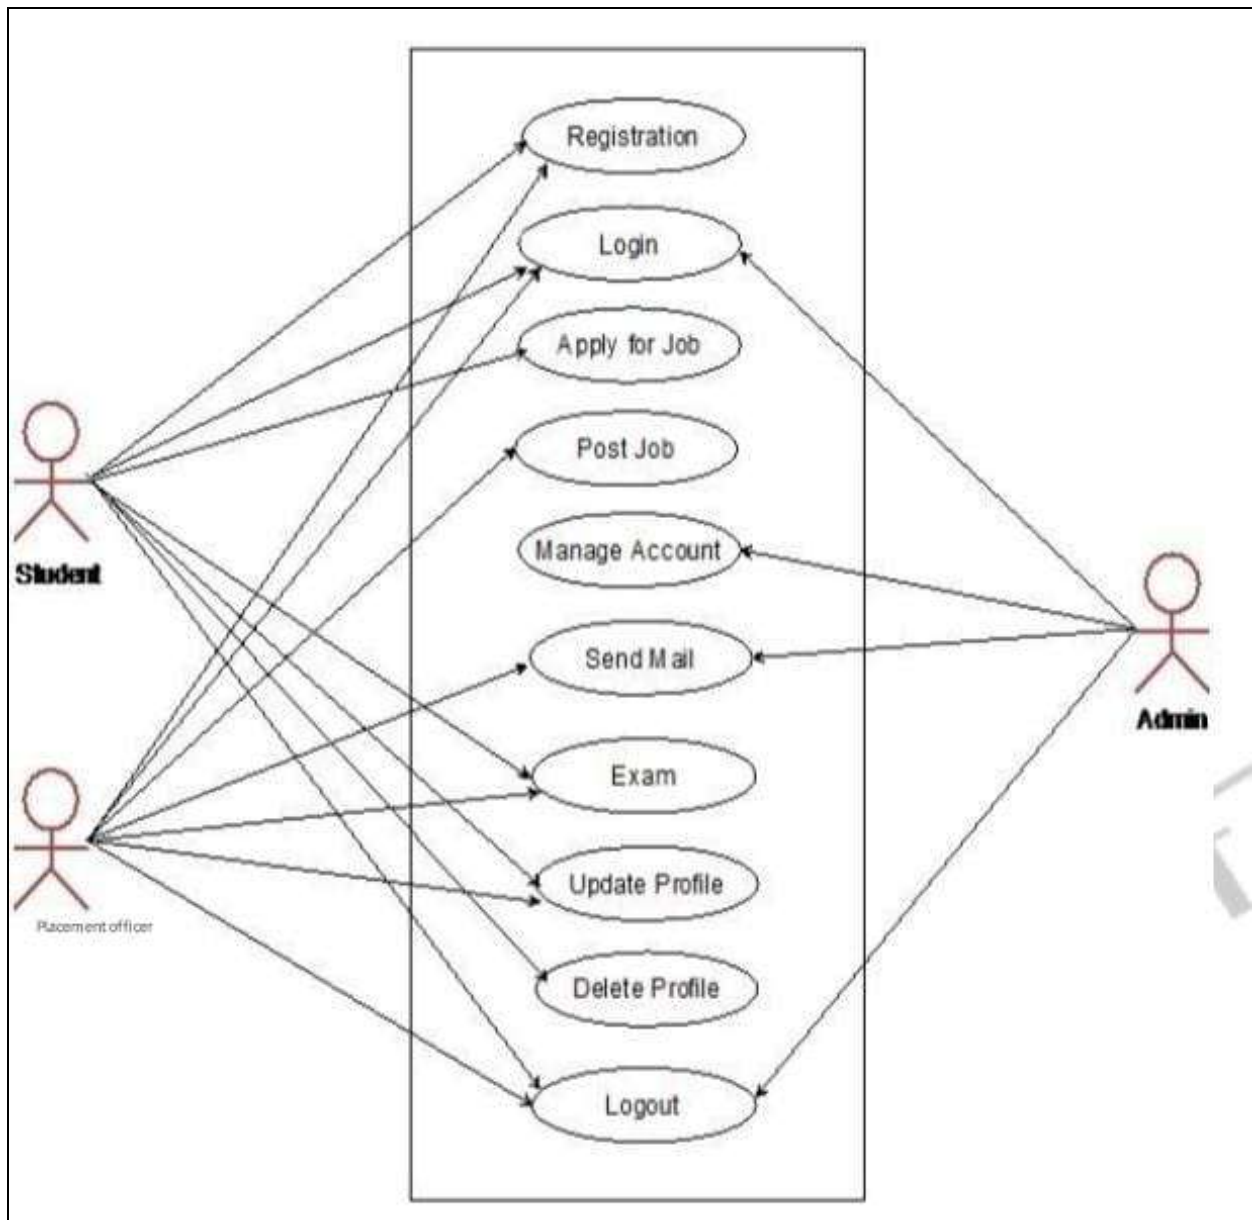 Registration
Login
Apply for Job
Post Job
Manage Account
Send Mail
Exam
Update Profile
Delete Profile
Logout
Student
Placement officer
Admin